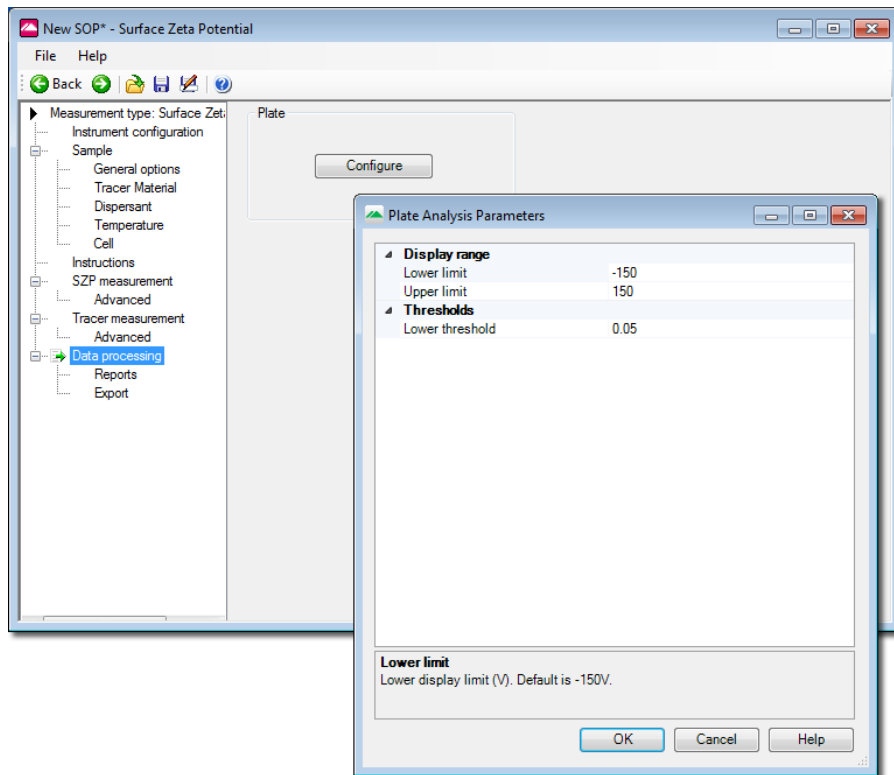 New SOP* - Surface Zeta Potential
File Help
Back
Measurement type: Surface Zet
Instrument configuration
Sample
General options
Tracer Material
Dispersant
Temperature
Cell
Instructions
SZP measurement
Advanced
Tracer measurement
Advanced
Data processing
Reports
Export
Plate
Configure
Plate Analysis Parameters
Display range
Lower limit -150
Upper limit 150
Thresholds
Lower threshold 0.05
Lower limit
Lower display limit (V). Default is -150V.
OK Cancel Help